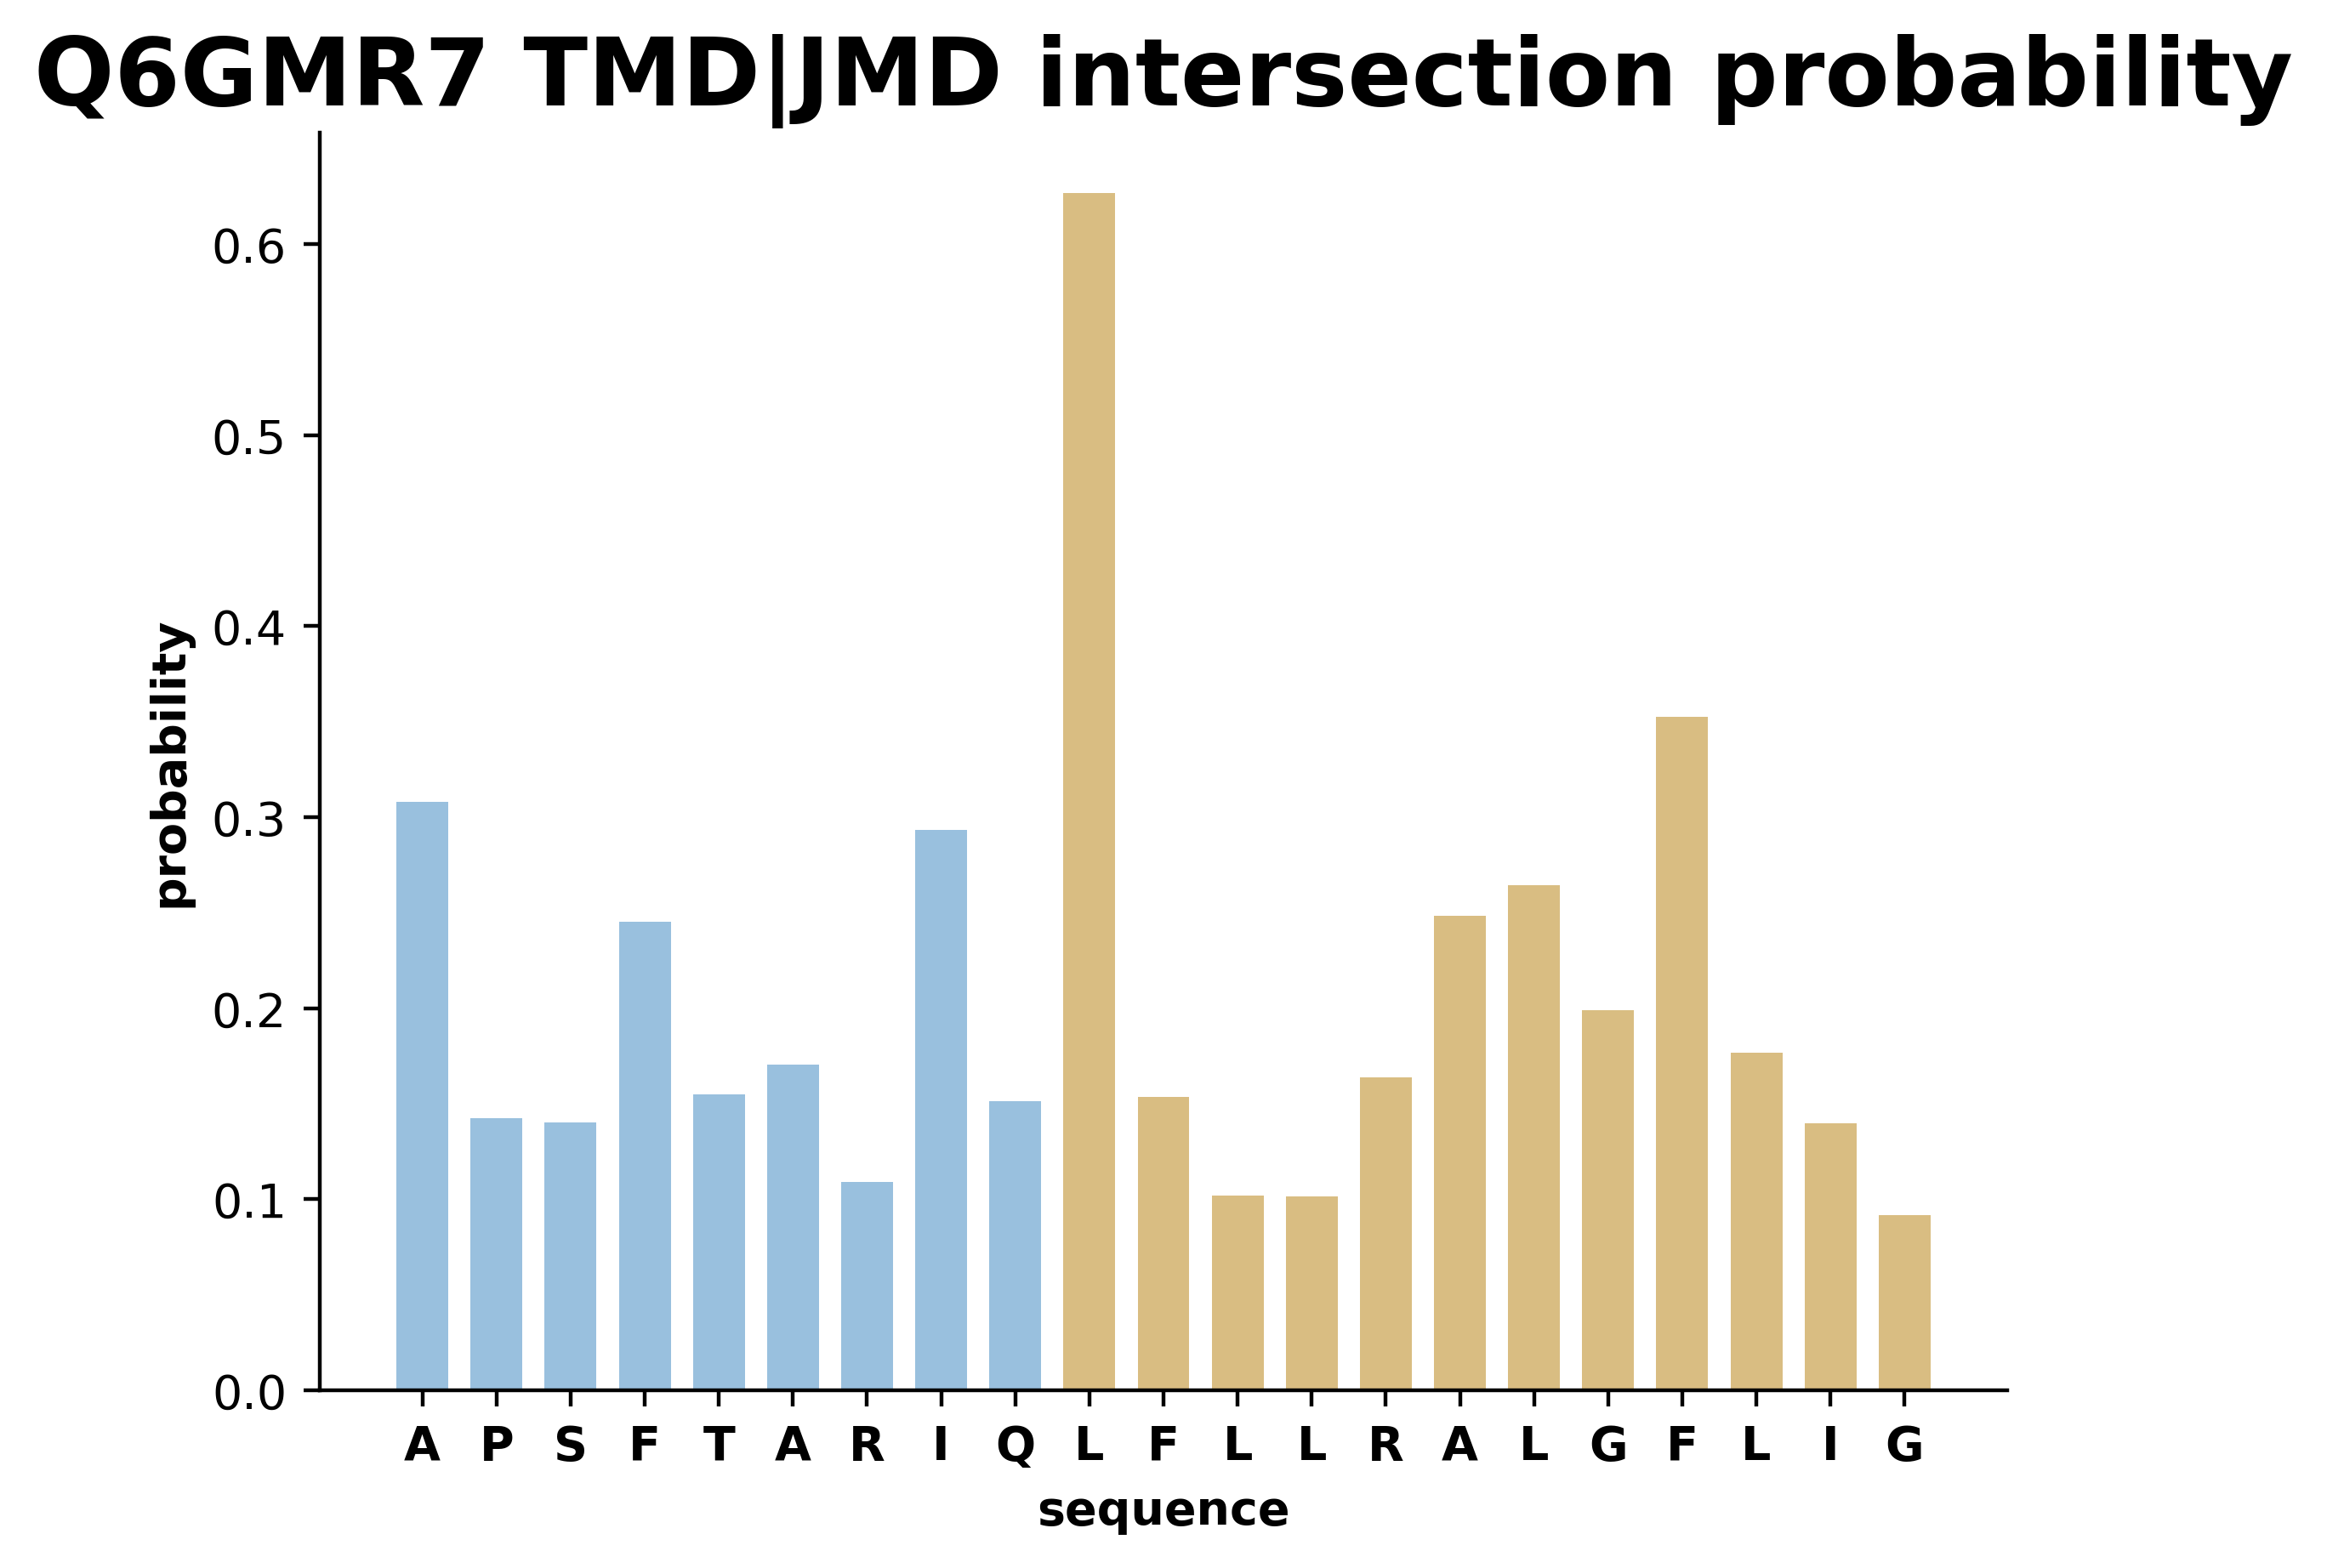 Q6GMR7 TMD|JMD intersection probability
probability
0.6
0.5
0.4
0.3
0.2
0.1
0.0
A P S F T A R I Q L F L L R A L G F L I G
sequence